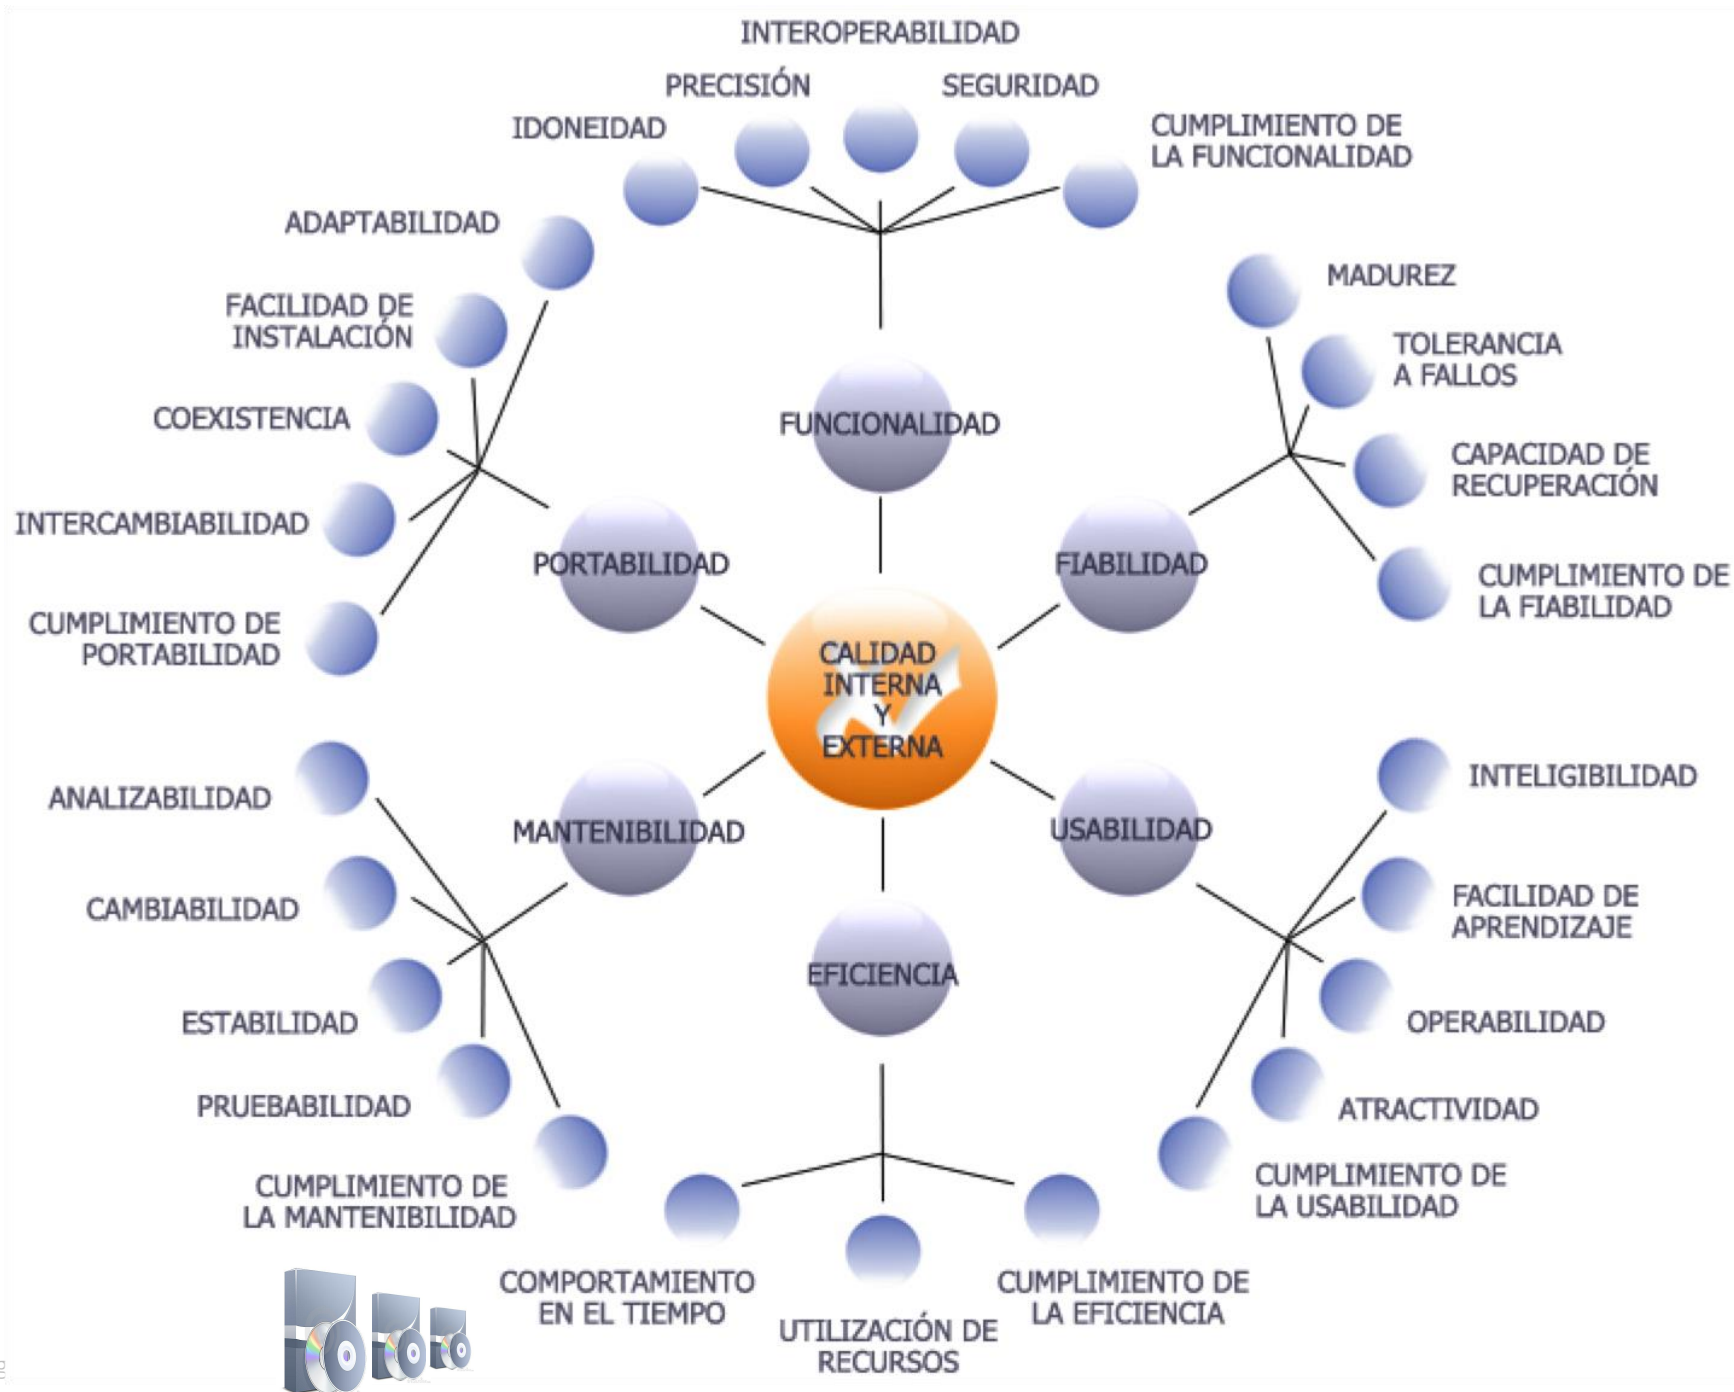 INTEROPERABILIDAD
PRECISIÓN
SEGURIDAD
IDONEIDAD
CUMPLIMIENTO DE
LA FUNCIONALIDAD
ADAPTABILIDAD
FACILIDAD DE
INSTALACIÓN
COEXISTENCIA
INTERCAMBIABILIDAD
CUMPLIMIENTO DE
PORTABILIDAD
MADUREZ
TOLERANCIA
A FALLOS
CAPACIDAD DE
RECUPERACIÓN
CUMPLIMIENTO DE
LA FIABILIDAD
FUNCIONALIDAD
PORTABILIDAD
FIABILIDAD
CALIDAD
INTERNA
Y
EXTERNA
MANTENIBILIDAD
USABILIDAD
EFICIENCIA
ANALIZABILIDAD
CAMBIABILIDAD
ESTABILIDAD
PRUEBABILIDAD
CUMPLIMIENTO DE
LA MANTENIBILIDAD
INTELIGIBILIDAD
FACILIDAD DE
APRENDIZAJE
OPERABILIDAD
ATRACTIVIDAD
CUMPLIMIENTO DE
LA USABILIDAD
COMPORTAMIENTO
EN EL TIEMPO
UTILIZACIÓN DE
RECURSOS
CUMPLIMIENTO DE
LA EFICIENCIA